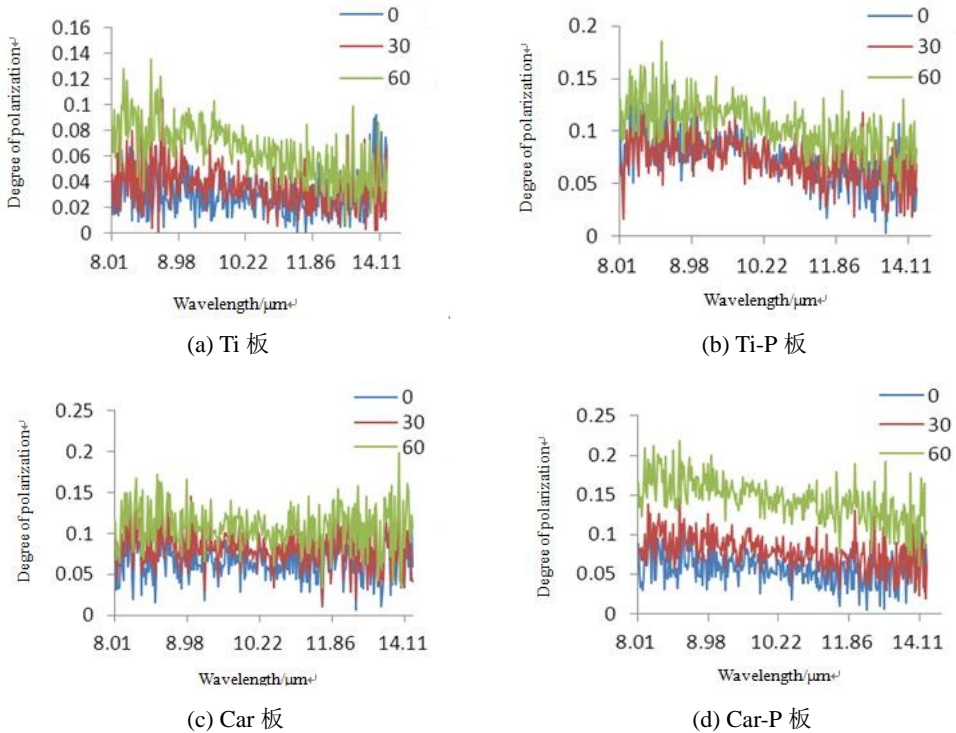 0
30
60
0.16
0.14
0.12
0.1
0.08
0.06
0.04
0.02
0
8.01 8.98 10.22 11.86 14.11
Degree of polarization↵
Wavelength/μm↵
(a) Ti 板
0
30
60
0.2
0.15
0.1
0.05
0
8.01 8.98 10.22 11.86 14.11
Degree of polarization↵
Wavelength/μm↵
(b) Ti-P 板
0
30
60
0.25
0.2
0.15
0.1
0.05
0
8.01 8.98 10.22 11.86 14.11
Degree of polarization↵
Wavelength/μm↵
(c) Car 板
0
30
60
0.25
0.2
0.15
0.1
0.05
0
8.01 8.98 10.22 11.86 14.11
Degree of polarization↵
Wavelength/μm↵
(d) Car-P 板